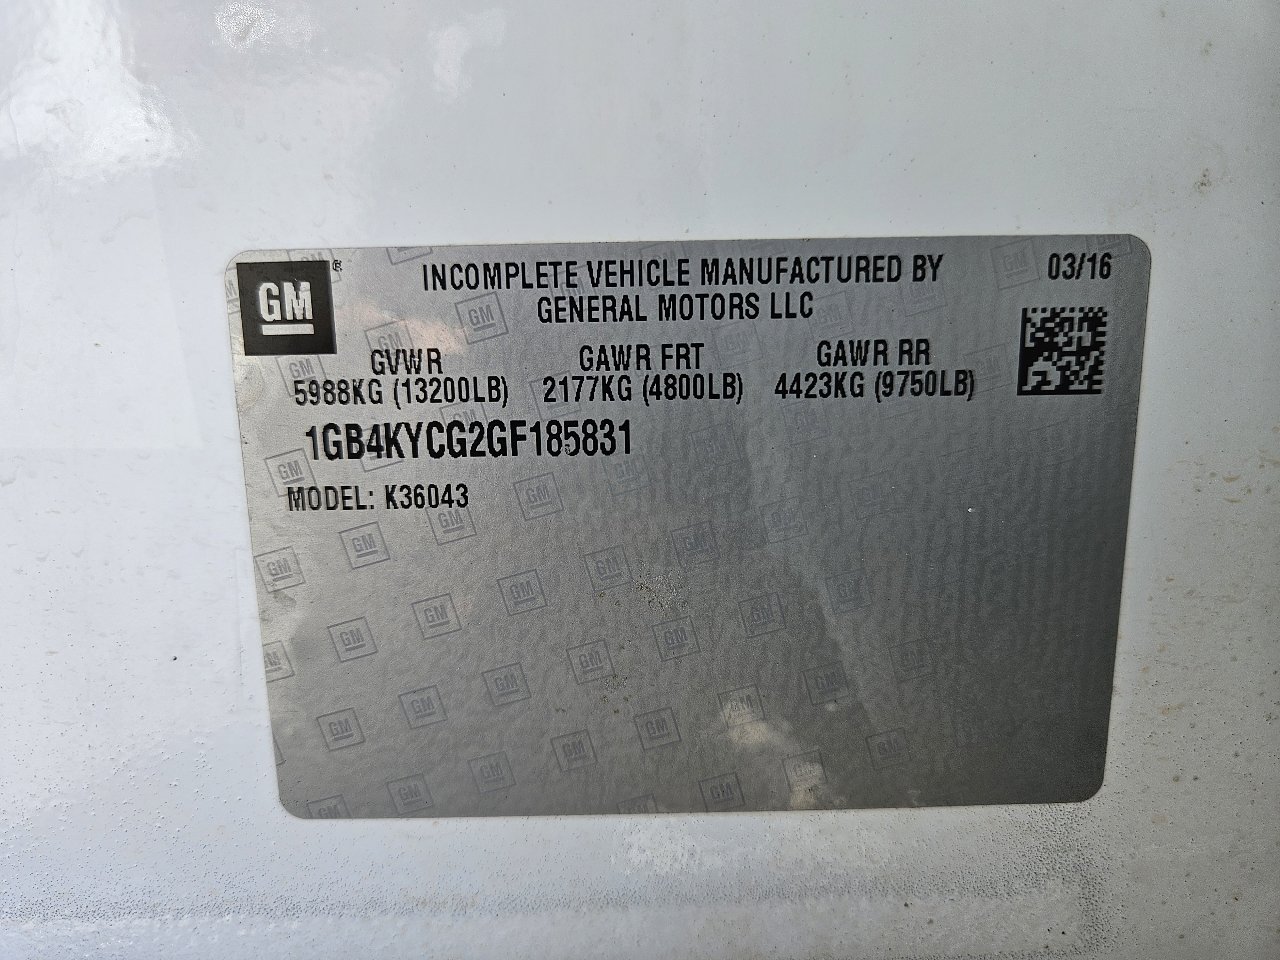 GM ®
INCOMPLETE VEHICLE MANUFACTURED BY
GENERAL MOTORS LLC
03/16
GVWR GAWR FRT GAWR RR
5988KG (13200LB) 2177KG (4800LB) 4423KG (9750LB)
1GB4KYCG2GF185831
MODEL: K36043